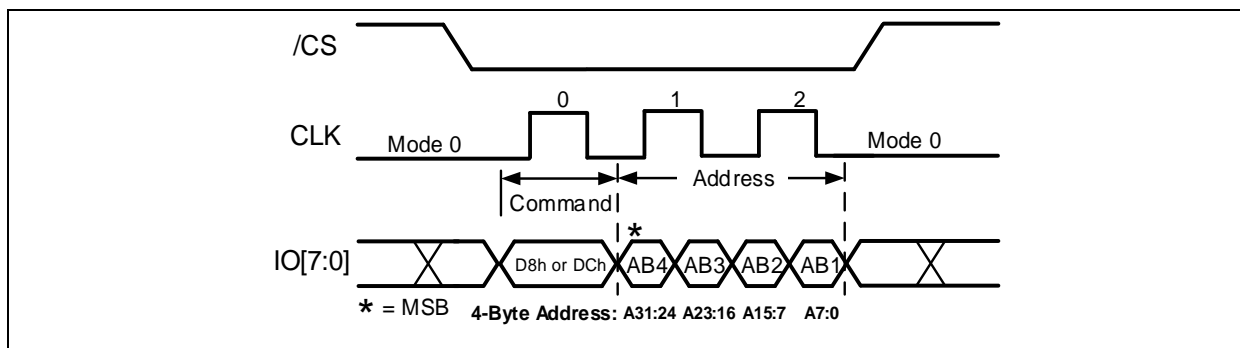 /CS
0 1 2
CLK
Mode 0 Mode 0
Address
Command
*
IO[7:0]
D8h or DCh AB4 AB3 AB2 AB1
* = MSB 4-Byte Address: A31:24 A23:16 A15:7 A7:0